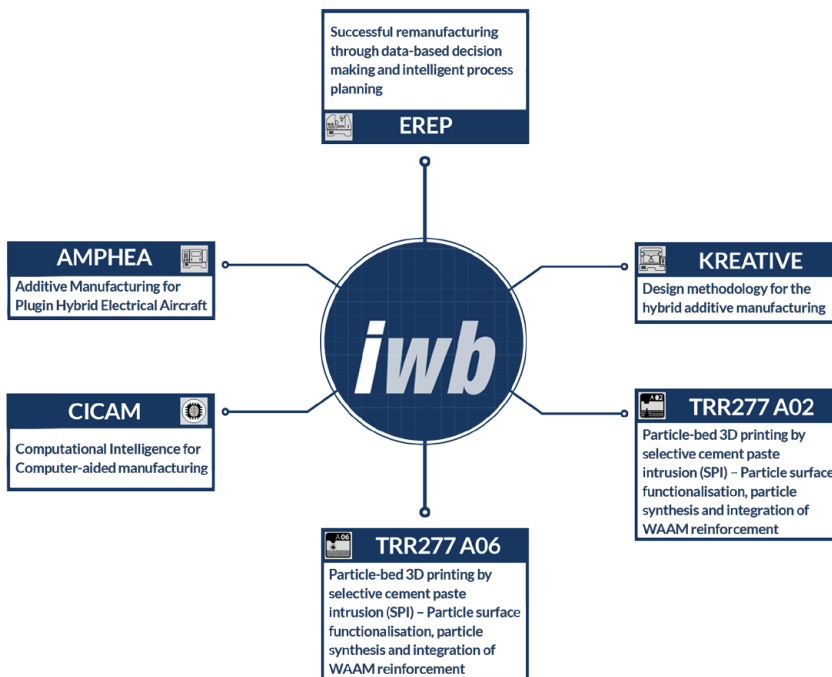 Successful remanufacturing
through data-based decision
making and intelligent process
planning
EREP
AMPHEA
Additive Manufacturing for
Plugin Hybrid Electrical Aircraft
KREATIVE
Design methodology for the
hybrid additive manufacturing
iwb
CICAM
Computational Intelligence for
Computer-aided manufacturing
A02
TRR277 A02
Particle-bed 3D printing by
selective cement paste
intrusion (SPI) – Particle surface
functionalisation, particle
synthesis and integration of
WAAM reinforcement
A06
TRR277 A06
Particle-bed 3D printing by
selective cement paste
intrusion (SPI) – Particle surface
functionalisation, particle
synthesis and integration of
WAAM reinforcement